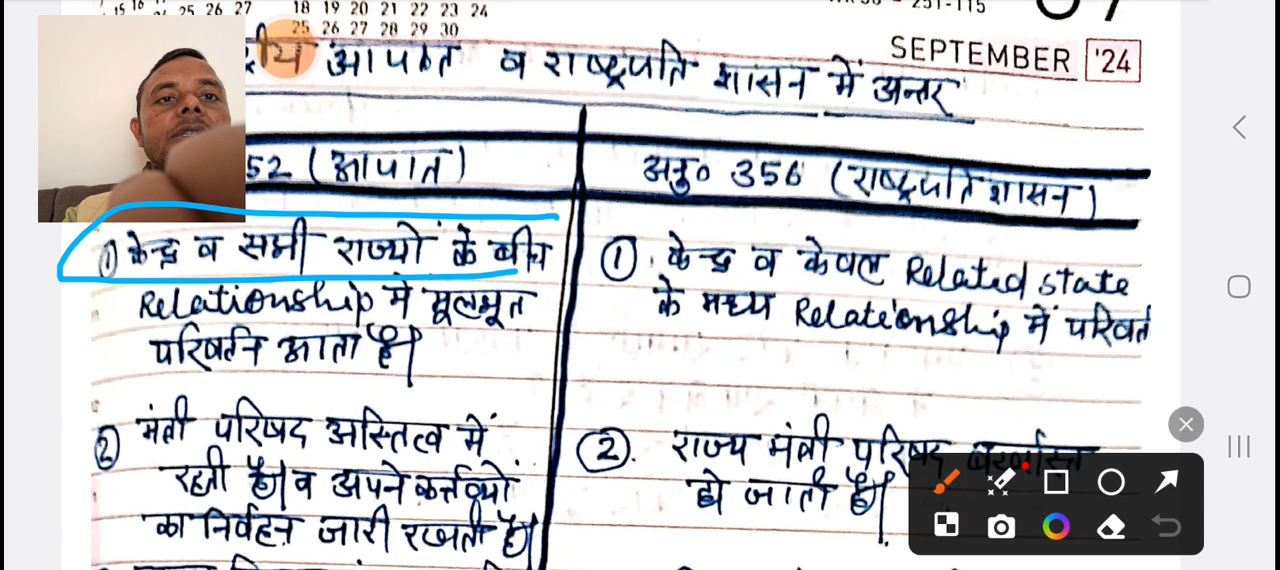 15 16
25 26 27
18 19 20 21 22 23 24
25 26 27 28 29 30
251-115
SEPTEMBER '24
आपात व राष्ट्रपति शासन में अन्तर
52 (आपात)
अनु० 356 (राष्ट्रपति शासन)
① केन्द्र व सभी राज्यों के बीच
Relationship में मूलभूत
परिवर्तन आता है।
① . केन्द्र व केवल Related state
के मध्य Relationship में परिवर्त
② मंत्री परिषद अस्तित्व में
रहती है। व अपने कर्त्तव्यों
का निर्वहन जारी रखती है।
② . राज्य मंत्री परिषद बर्खास्त
हो जाती है।